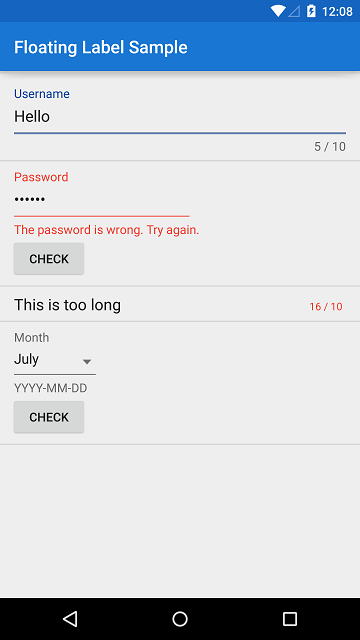 12:08
Floating Label Sample
Username
Hello
5 / 10
Password
••••••
The password is wrong. Try again.
CHECK
This is too long 16 / 10
Month
July
YYYY-MM-DD
CHECK